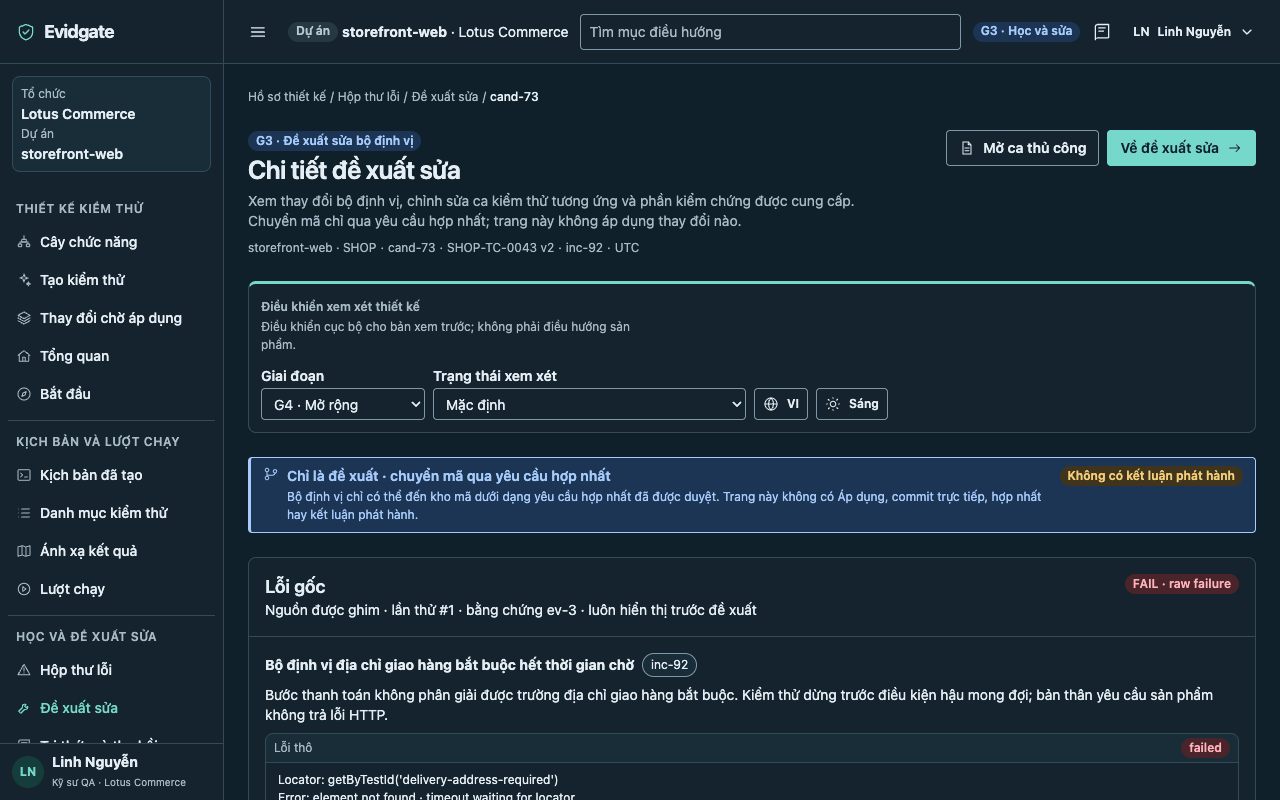 Evidgate
Dự án storefront-web · Lotus Commerce
Tìm mục điều hướng
G3 · Học và sửa
LN Linh Nguyễn
Tổ chức
Lotus Commerce
Dự án
storefront-web
THIẾT KẾ KIỂM THỬ
Cây chức năng
Tạo kiểm thử
Thay đổi chờ áp dụng
Tổng quan
Bắt đầu
KỊCH BẢN VÀ LƯỢT CHẠY
Kịch bản đã tạo
Danh mục kiểm thử
Ánh xạ kết quả
Lượt chạy
HỌC VÀ ĐỀ XUẤT SỬA
Hộp thư lỗi
Đề xuất sửa
LN
Linh Nguyễn
Kỹ sư QA · Lotus Commerce
Hồ sơ thiết kế / Hộp thư lỗi / Đề xuất sửa / cand-73
G3 · Đề xuất sửa bộ định vị
Chi tiết đề xuất sửa
Mở ca thủ công
Về đề xuất sửa
Xem thay đổi bộ định vị, chỉnh sửa ca kiểm thử tương ứng và phần kiểm chứng được cung cấp.
Chuyển mã chỉ qua yêu cầu hợp nhất; trang này không áp dụng thay đổi nào.
storefront-web · SHOP · cand-73 · SHOP-TC-0043 v2 · inc-92 · UTC
Điều khiển xem xét thiết kế
Điều khiển cục bộ cho bản xem trước; không phải điều hướng sản
phẩm.
Giai đoạn
Trạng thái xem xét
G4 · Mở rộng
Mặc định
VI
Sáng
Chỉ là đề xuất · chuyển mã qua yêu cầu hợp nhất
Không có kết luận phát hành
Bộ định vị chỉ có thể đến kho mã dưới dạng yêu cầu hợp nhất đã được duyệt. Trang này không có Áp dụng, commit trực tiếp, hợp nhất
hay kết luận phát hành.
Lỗi gốc
FAIL · raw failure
Nguồn được ghim · lần thử #1 · bằng chứng ev-3 · luôn hiển thị trước đề xuất
Bộ định vị địa chỉ giao hàng bắt buộc hết thời gian chờ inc-92
Bước thanh toán không phân giải được trường địa chỉ giao hàng bắt buộc. Kiểm thử dừng trước điều kiện hậu mong đợi; bản thân yêu cầu sản phẩm
không trả lỗi HTTP.
Lỗi thô
failed
Locator: getByTestId('delivery-address-required')
Error: element not found · timeout waiting for locator